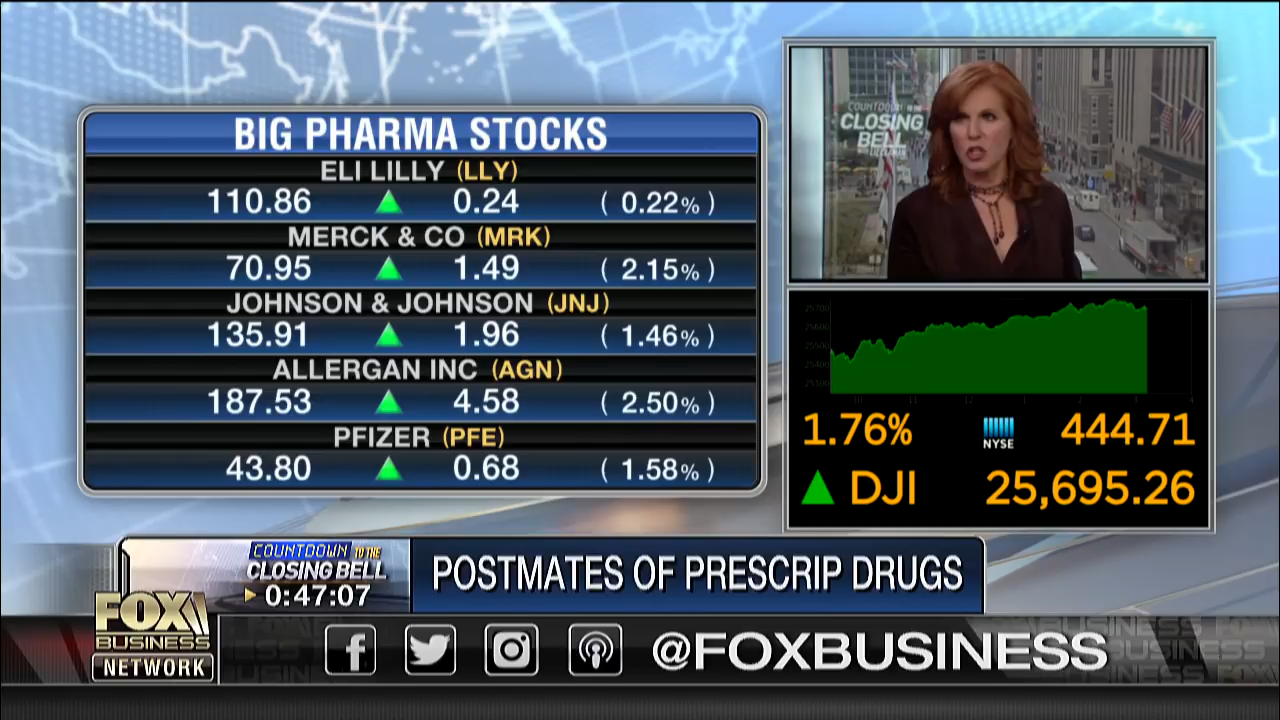 BIG PHARMA STOCKS
ELI LILLY (LLY)
110.86 ▲ 0.24 ( 0.22% )
MERCK & CO (MRK)
70.95 ▲ 1.49 ( 2.15% )
JOHNSON & JOHNSON (JNJ)
135.91 ▲ 1.96 ( 1.46% )
ALLERGAN INC (AGN)
187.53 ▲ 4.58 ( 2.50% )
PFIZER (PFE)
43.80 ▲ 0.68 ( 1.58% )
COUNTDOWN TO THE
CLOSING
BELL
1.76% NYSE 444.71
▲ DJI 25,695.26
COUNTDOWN TO THE
CLOSING BELL
0:47:07
POSTMATES OF PRESCRIP DRUGS
FOX
BUSINESS
NETWORK
@FOXBUSINESS